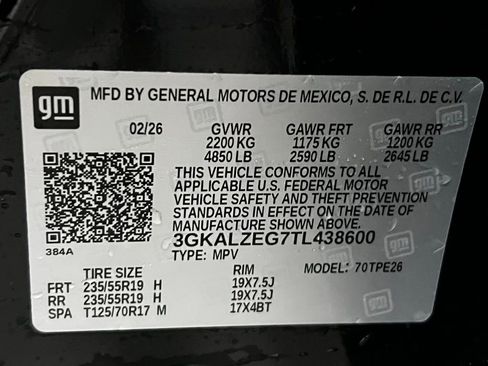 gm
MFD BY GENERAL MOTORS DE MEXICO, S. DE R.L. DE C.V.
02/26 GVWR GAWR FRT GAWR RR
2200 KG 1175 KG 1200 KG
4850 LB 2590 LB 2645 LB
THIS VEHICLE CONFORMS TO ALL
APPLICABLE U.S. FEDERAL MOTOR
VEHICLE SAFETY AND THEFT PREVENTION
STANDARDS IN EFFECT ON THE DATE OF
MANUFACTURE SHOWN ABOVE
3GKALZEG7TL438600
384A TYPE: MPV MODEL: 70TPE26
TIRE SIZE RIM
FRT 235/55R19 H 19X7.5J
RR 235/55R19 H 19X7.5J
SPA T125/70R17 M 17X4BT